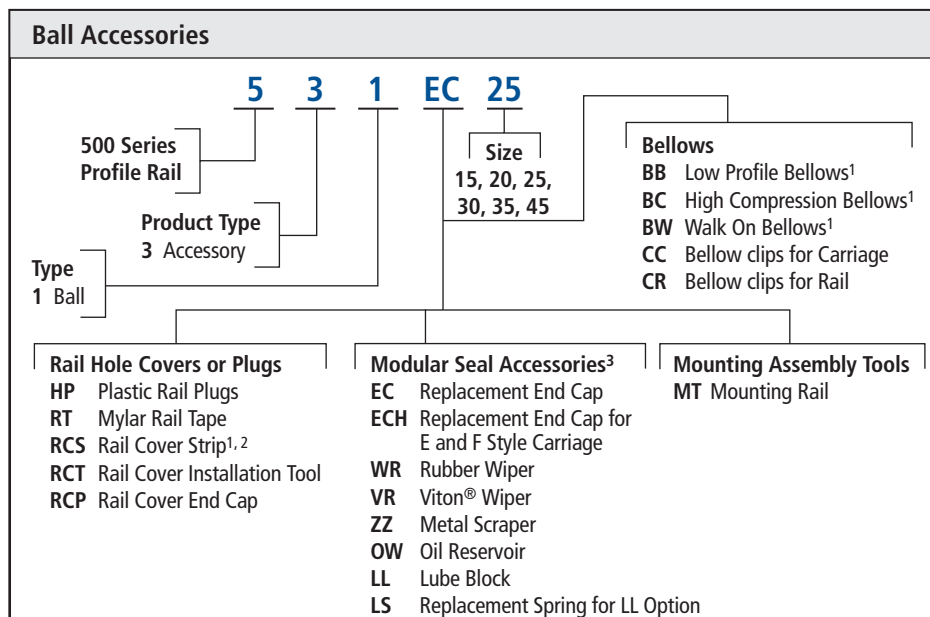 Ball Accessories
5 3 1 EC 25
500 Series
Profile Rail
Product Type
3 Accessory
Type
1 Ball
Size
15, 20, 25,
30, 35, 45
Bellows
BB Low Profile Bellows¹
BC High Compression Bellows¹
BW Walk On Bellows¹
CC Bellow clips for Carriage
CR Bellow clips for Rail
Rail Hole Covers or Plugs
HP Plastic Rail Plugs
RT Mylar Rail Tape
RCS Rail Cover Strip¹, ²
RCT Rail Cover Installation Tool
RCP Rail Cover End Cap
Modular Seal Accessories³
EC Replacement End Cap
ECH Replacement End Cap for
E and F Style Carriage
WR Rubber Wiper
VR Viton® Wiper
ZZ Metal Scraper
OW Oil Reservoir
LL Lube Block
LS Replacement Spring for LL Option
Mounting Assembly Tools
MT Mounting Rail